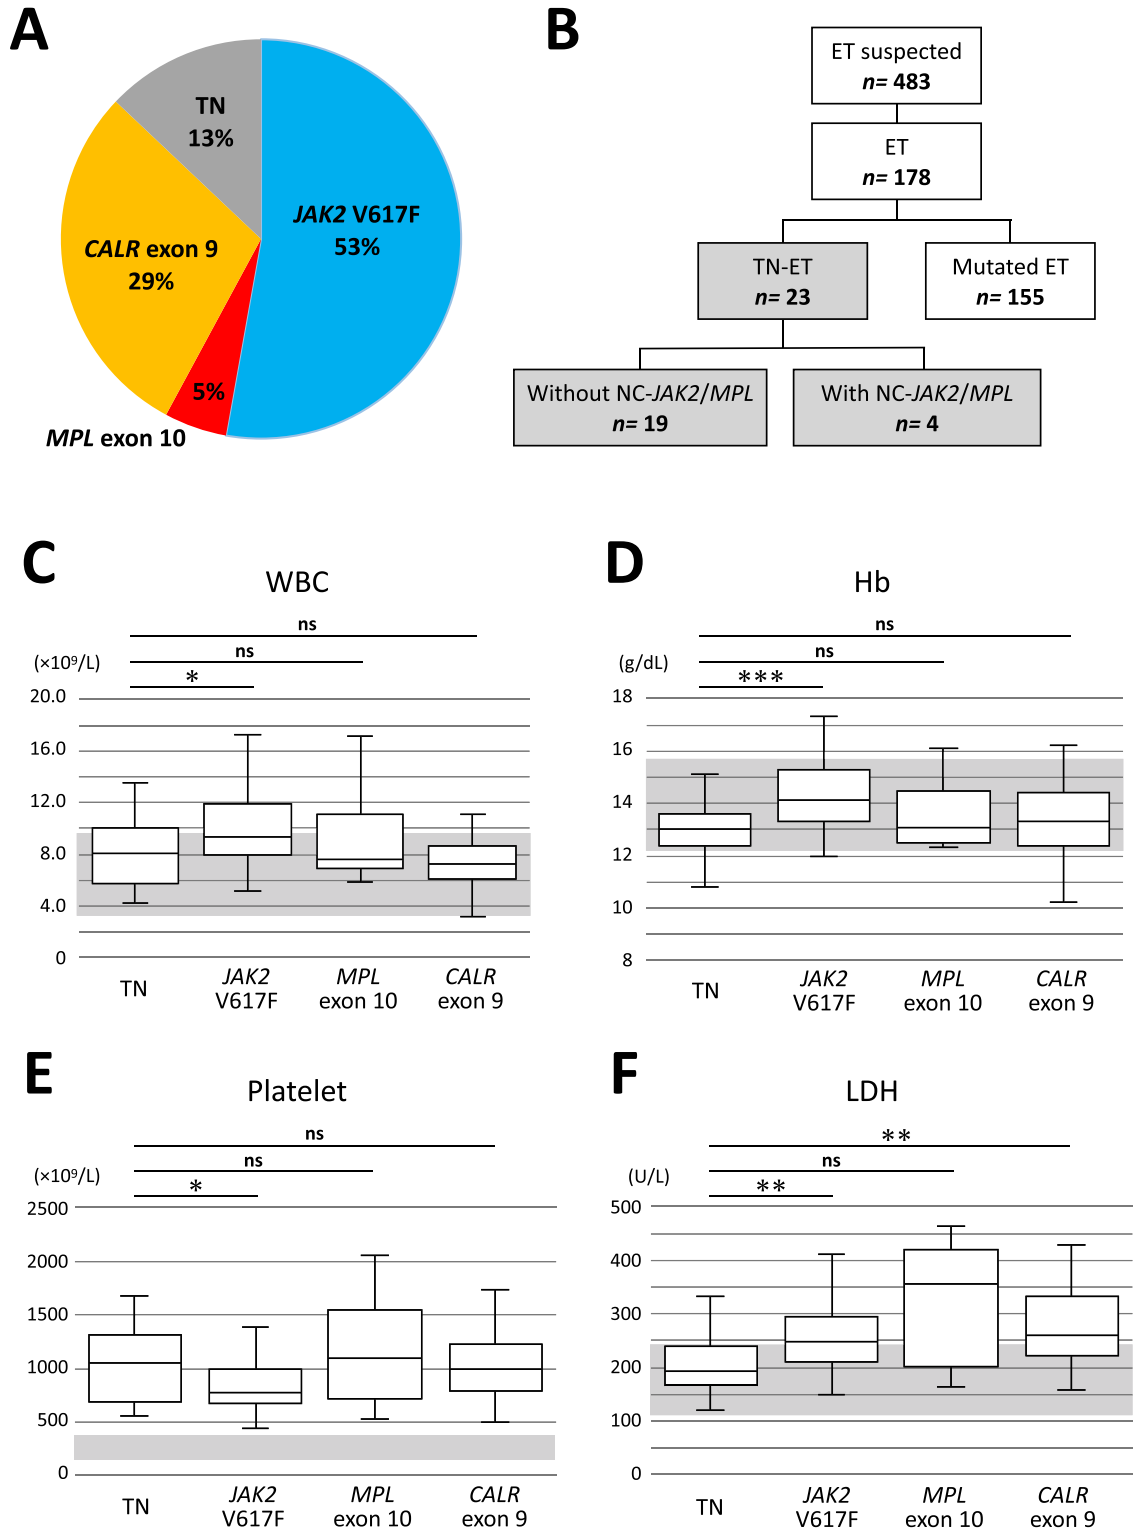 A
TN
13%
JAK2 V617F
53%
CALR exon 9
29%
5%
MPL exon 10
B
ET suspected
n= 483
ET
n= 178
TN-ET
n= 23
Mutated ET
n= 155
Without NC-JAK2/MPL
n= 19
With NC-JAK2/MPL
n= 4
C
WBC
ns
ns
*
(×10⁹/L)
20.0
16.0
12.0
8.0
4.0
0
TN
JAK2
V617F
MPL
exon 10
CALR
exon 9
D
Hb
ns
ns
***
(g/dL)
18
16
14
12
10
8
TN
JAK2
V617F
MPL
exon 10
CALR
exon 9
E
Platelet
ns
ns
*
(×10⁹/L)
2500
2000
1500
1000
500
0
TN
JAK2
V617F
MPL
exon 10
CALR
exon 9
F
LDH
**
ns
**
(U/L)
500
400
300
200
100
0
TN
JAK2
V617F
MPL
exon 10
CALR
exon 9